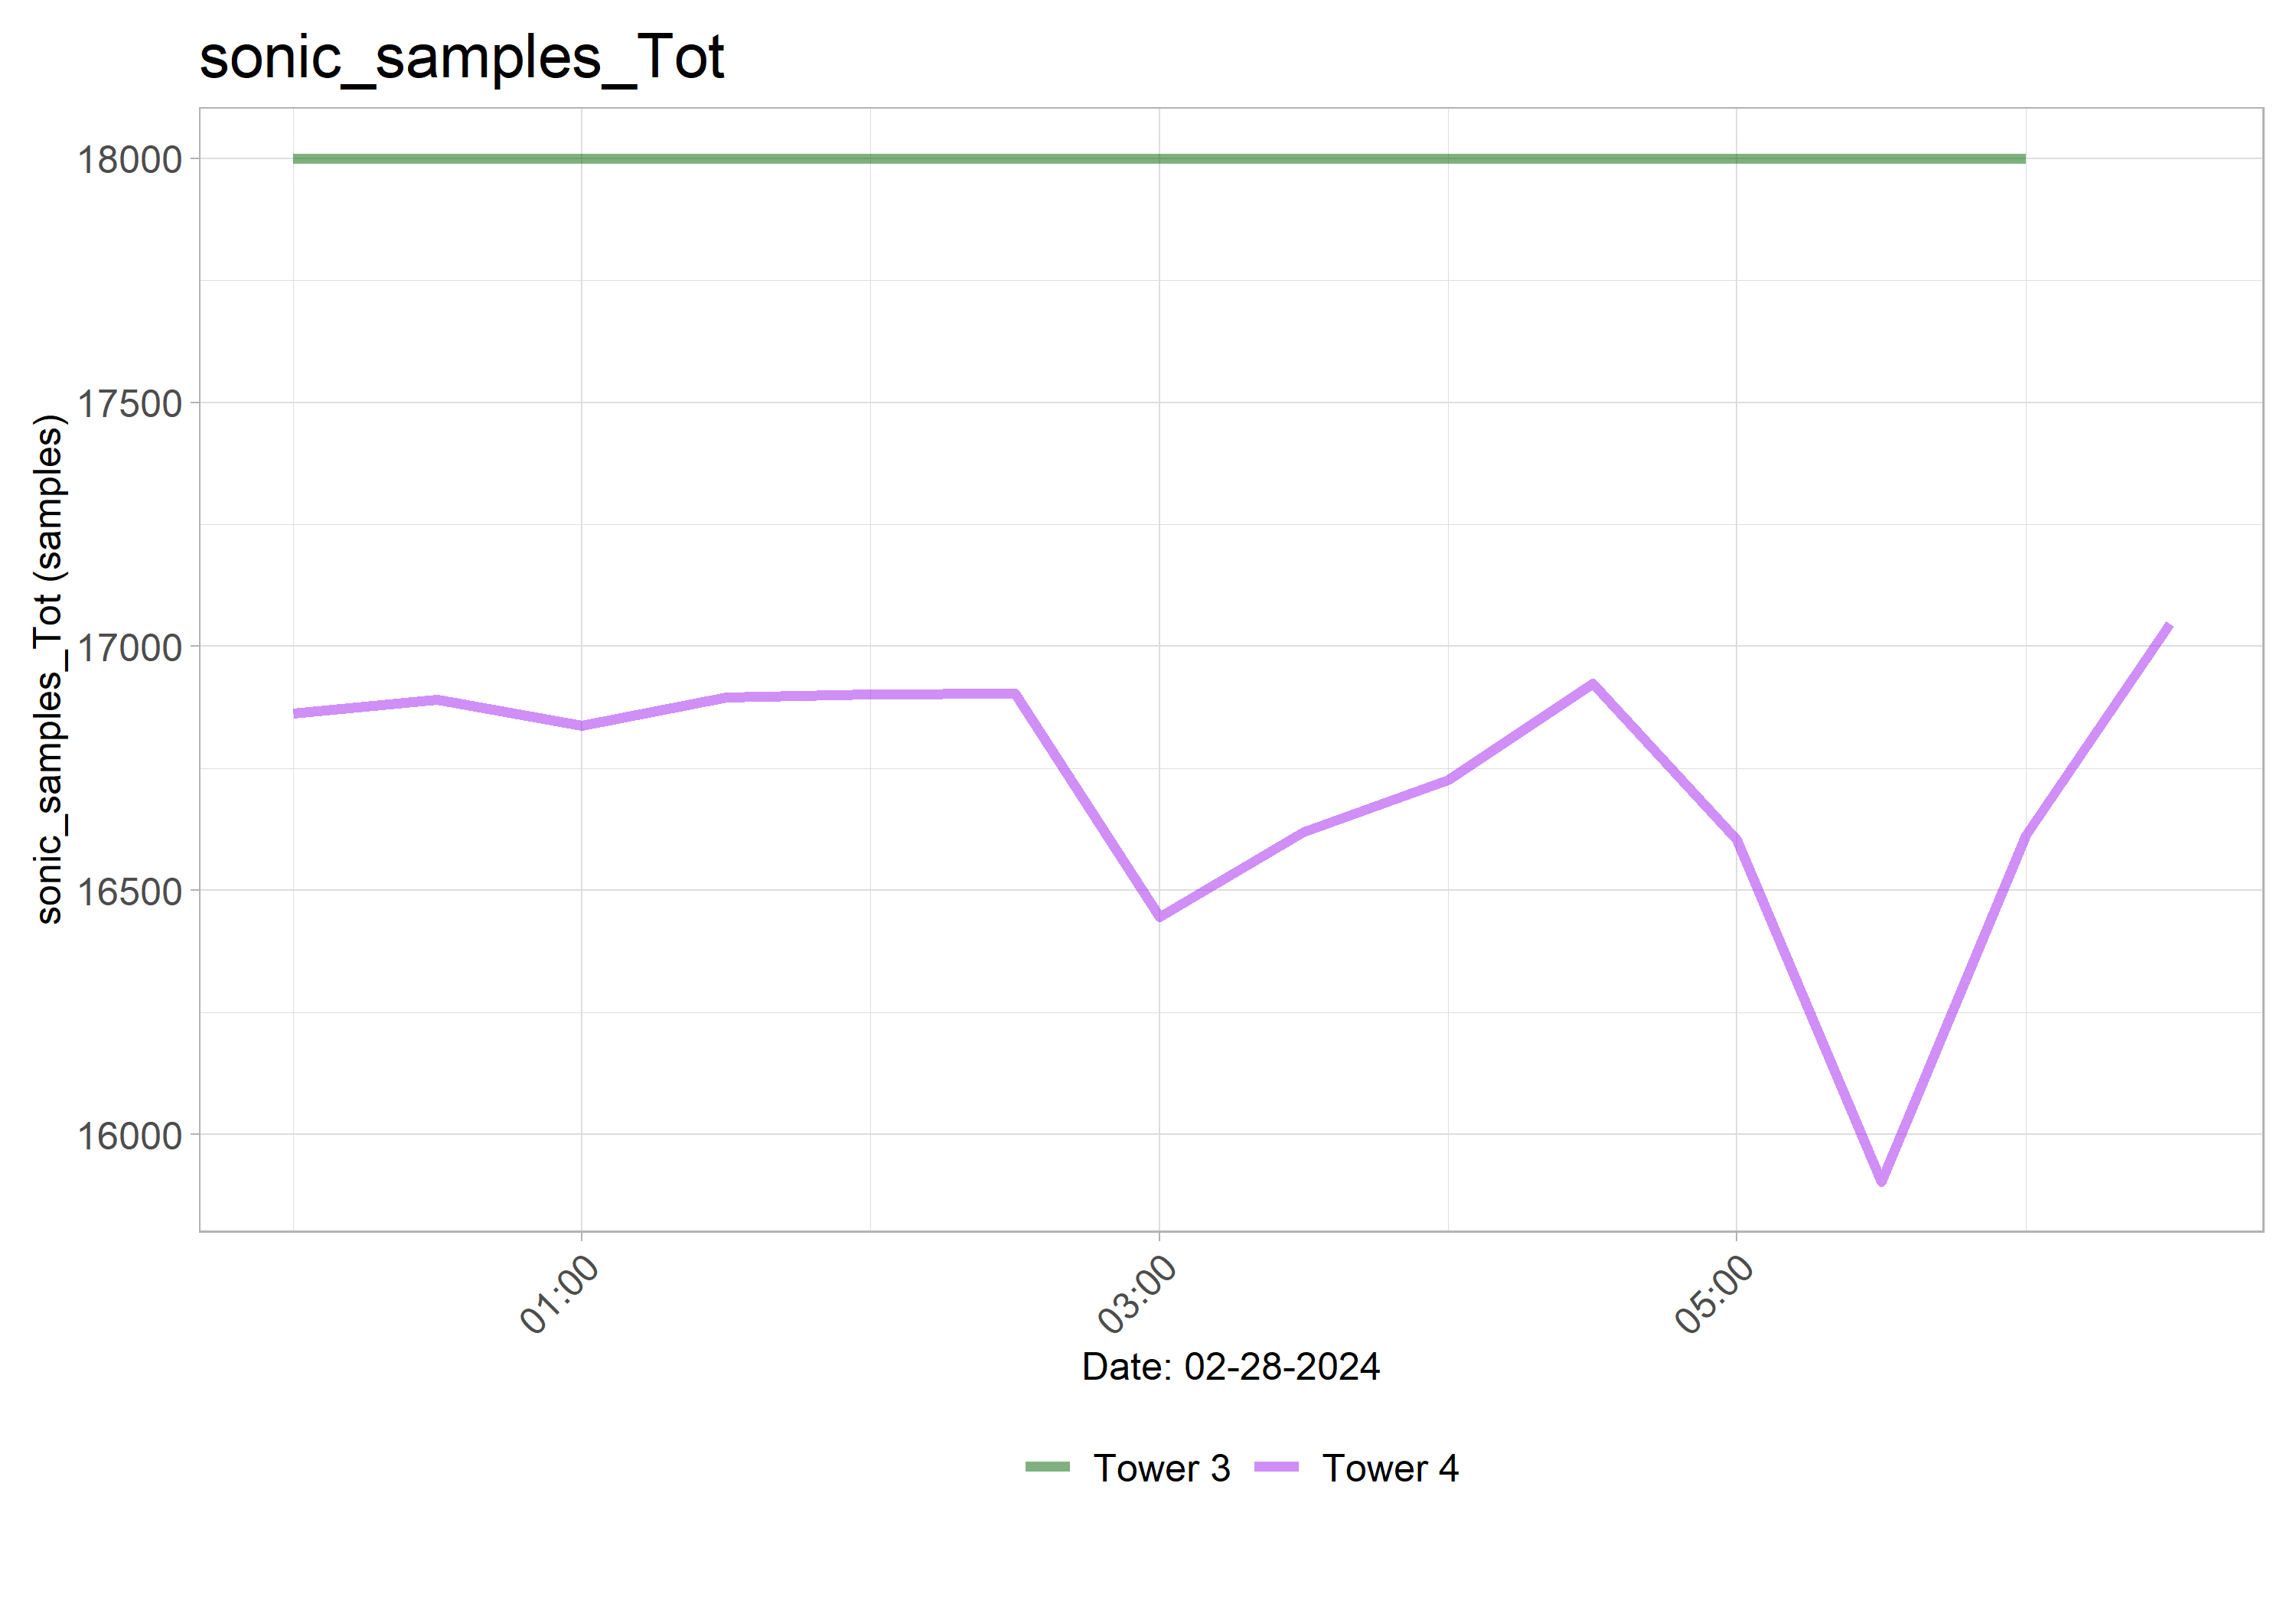 sonic_samples_Tot
sonic_samples_Tot (samples)
18000
17500
17000
16500
16000
01:00
03:00
05:00
Date: 02-28-2024
Tower 3
Tower 4